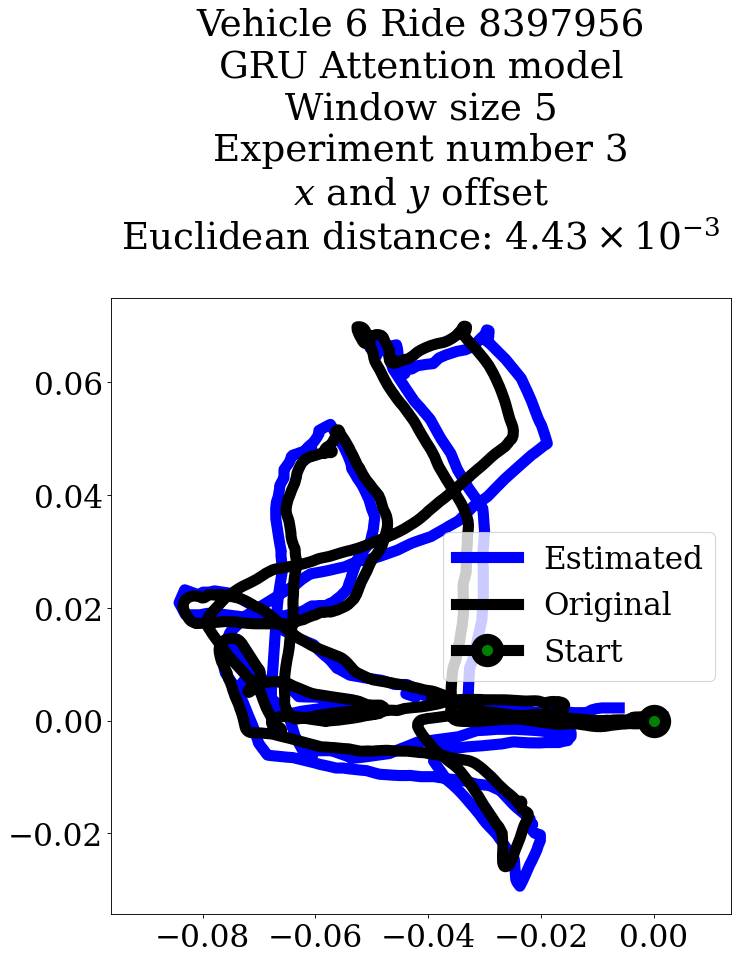 Vehicle 6 Ride 8397956
GRU Attention model
Window size 5
Experiment number 3
x and y offset
Euclidean distance: 4.43 × 10⁻³
0.06
0.04
0.02
0.00
−0.02
Estimated
Original
Start
−0.08 −0.06 −0.04 −0.02 0.00